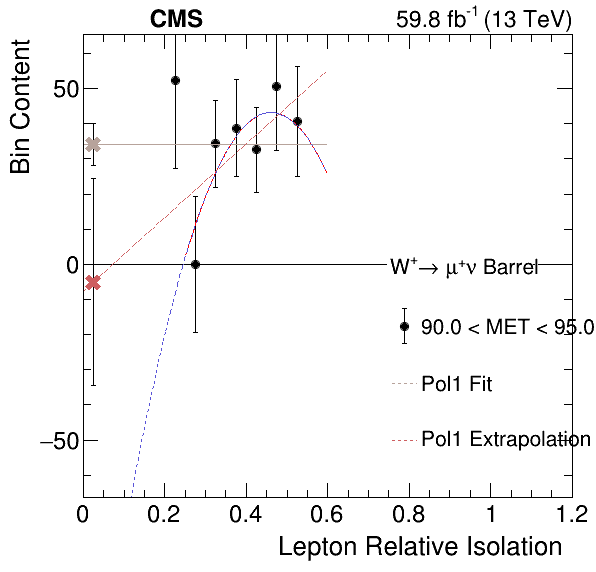 CMS 59.8 fb⁻¹ (13 TeV)
Bin Content
50
0
−50
W⁺→ μ⁺ν Barrel
90.0 < MET < 95.0
Pol1 Fit
Pol1 Extrapolation
0 0.2 0.4 0.6 0.8 1 1.2
Lepton Relative Isolation